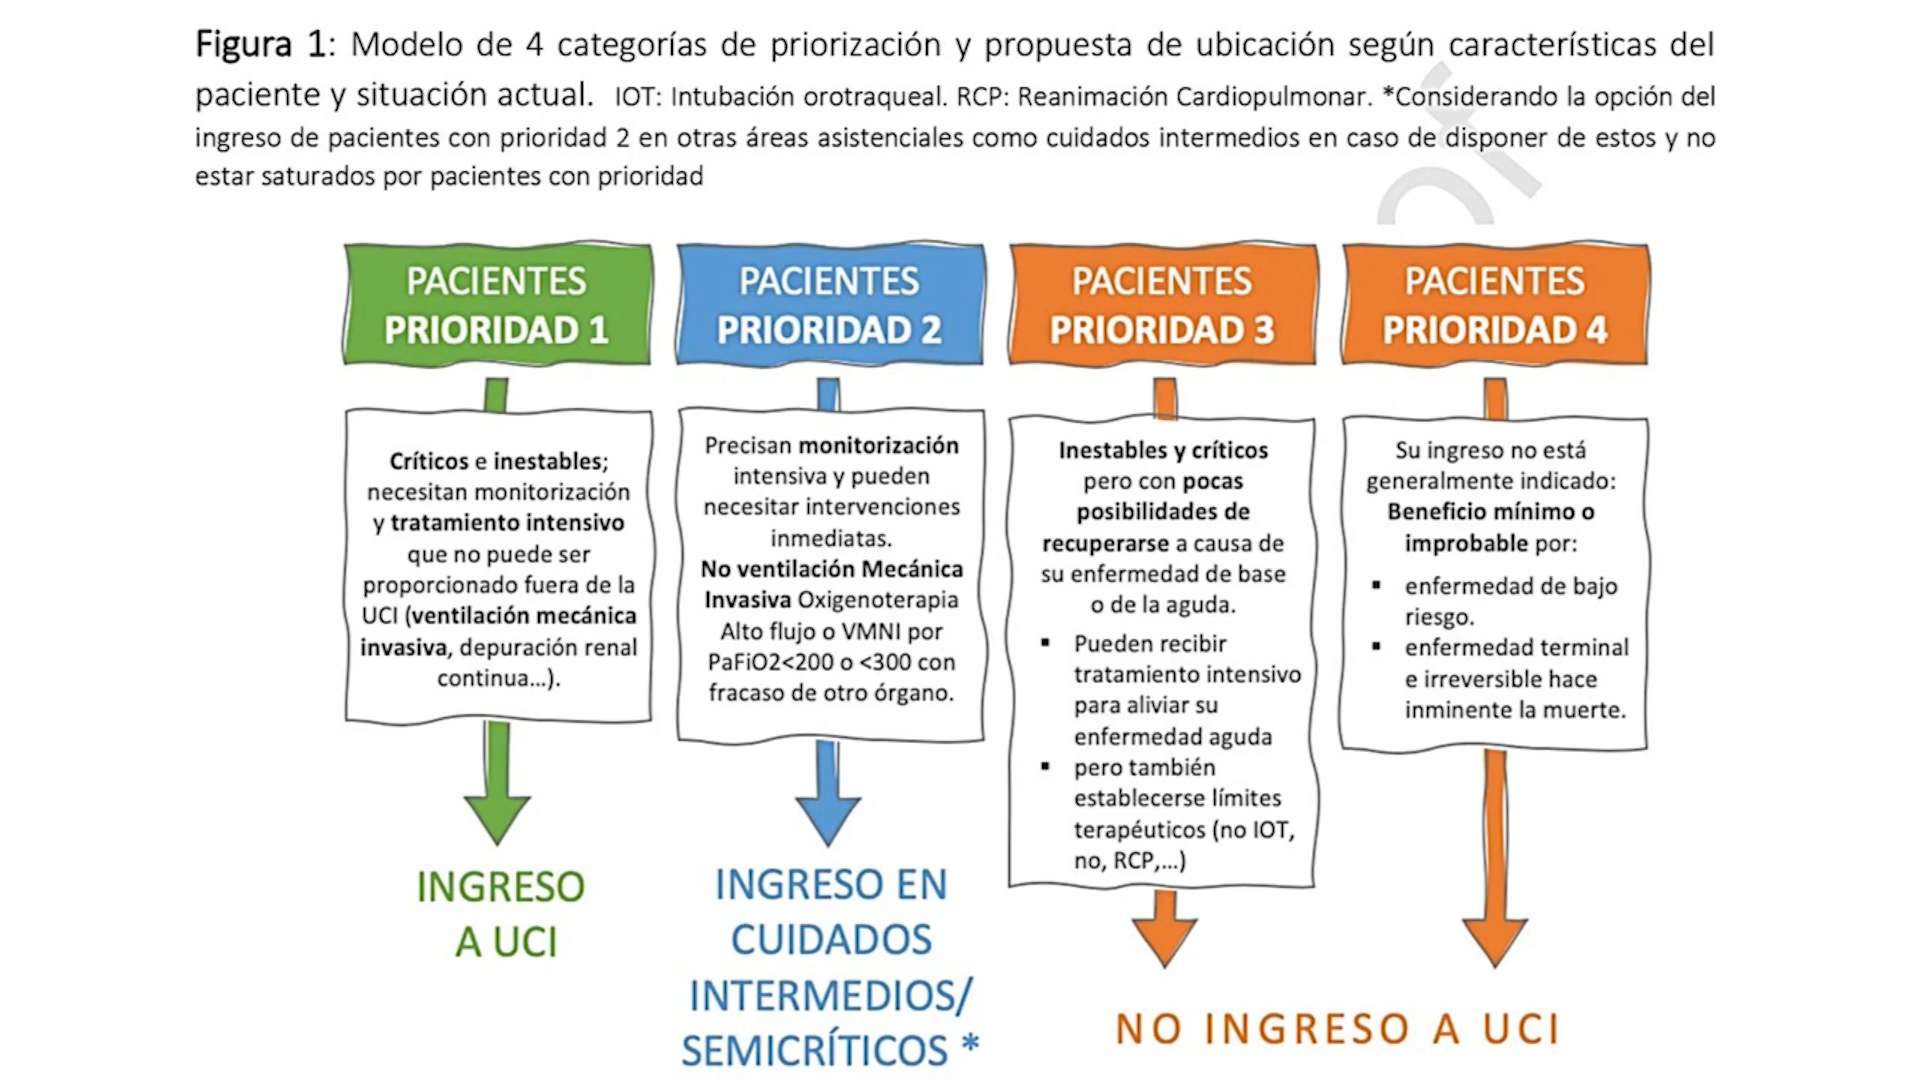 Figura 1: Modelo de 4 categorías de priorización y propuesta de ubicación según características del
paciente y situación actual. IOT: Intubación orotraqueal. RCP: Reanimación Cardiopulmonar. *Considerando la opción del
ingreso de pacientes con prioridad 2 en otras áreas asistenciales como cuidados intermedios en caso de disponer de estos y no
estar saturados por pacientes con prioridad
PACIENTES
PRIORIDAD 1
Críticos e inestables;
necesitan monitorización
y tratamiento intensivo
que no puede ser
proporcionado fuera de la
UCI (ventilación mecánica
invasiva, depuración renal
continua...).
INGRESO
A UCI
PACIENTES
PRIORIDAD 2
Precisan monitorización
intensiva y pueden
necesitar intervenciones
inmediatas.
No ventilación Mecánica
Invasiva Oxigenoterapia
Alto flujo o VMNI por
PaFiO2<200 o <300 con
fracaso de otro órgano.
INGRESO EN
CUIDADOS
INTERMEDIOS/
SEMICRÍTICOS *
PACIENTES
PRIORIDAD 3
Inestables y críticos
pero con pocas
posibilidades de
recuperarse a causa de
su enfermedad de base
o de la aguda.
▪ Pueden recibir
tratamiento intensivo
para aliviar su
enfermedad aguda
▪ pero también
establecerse límites
terapéuticos (no IOT,
no, RCP,...)
PACIENTES
PRIORIDAD 4
Su ingreso no está
generalmente indicado:
Beneficio mínimo o
improbable por:
▪ enfermedad de bajo
riesgo.
▪ enfermedad terminal
e irreversible hace
inminente la muerte.
NO INGRESO A UCI